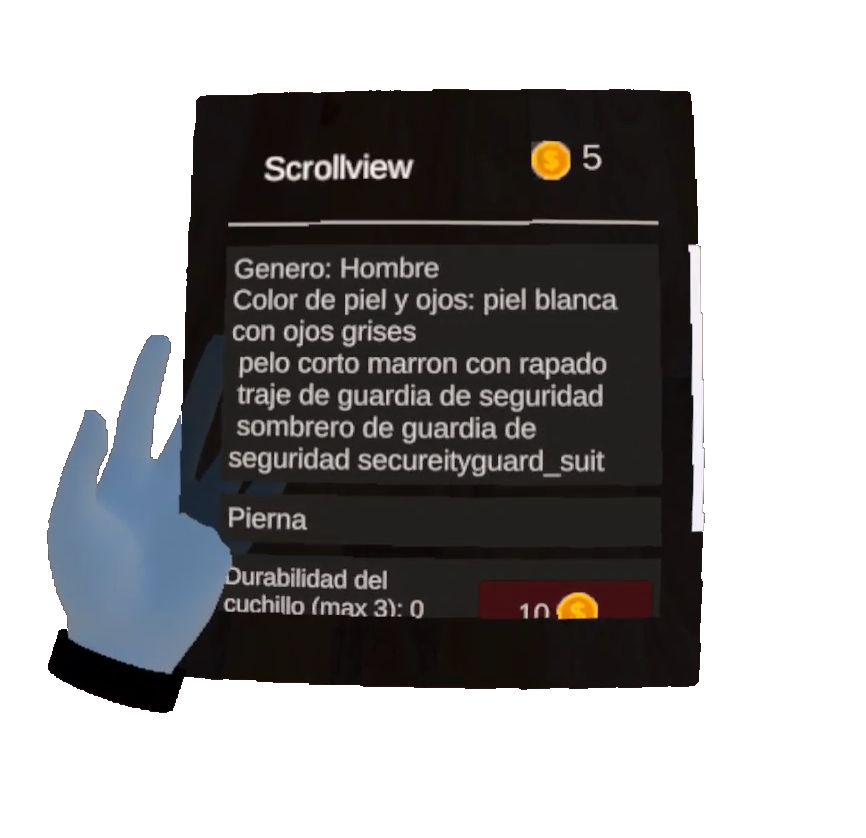 Scrollview
5
Genero: Hombre
Color de piel y ojos: piel blanca
con ojos grises
pelo corto marron con rapado
traje de guardia de seguridad
sombrero de guardia de
seguridad secureityguard_suit
Pierna
Durabilidad del
cuchillo (max 3): 0
10